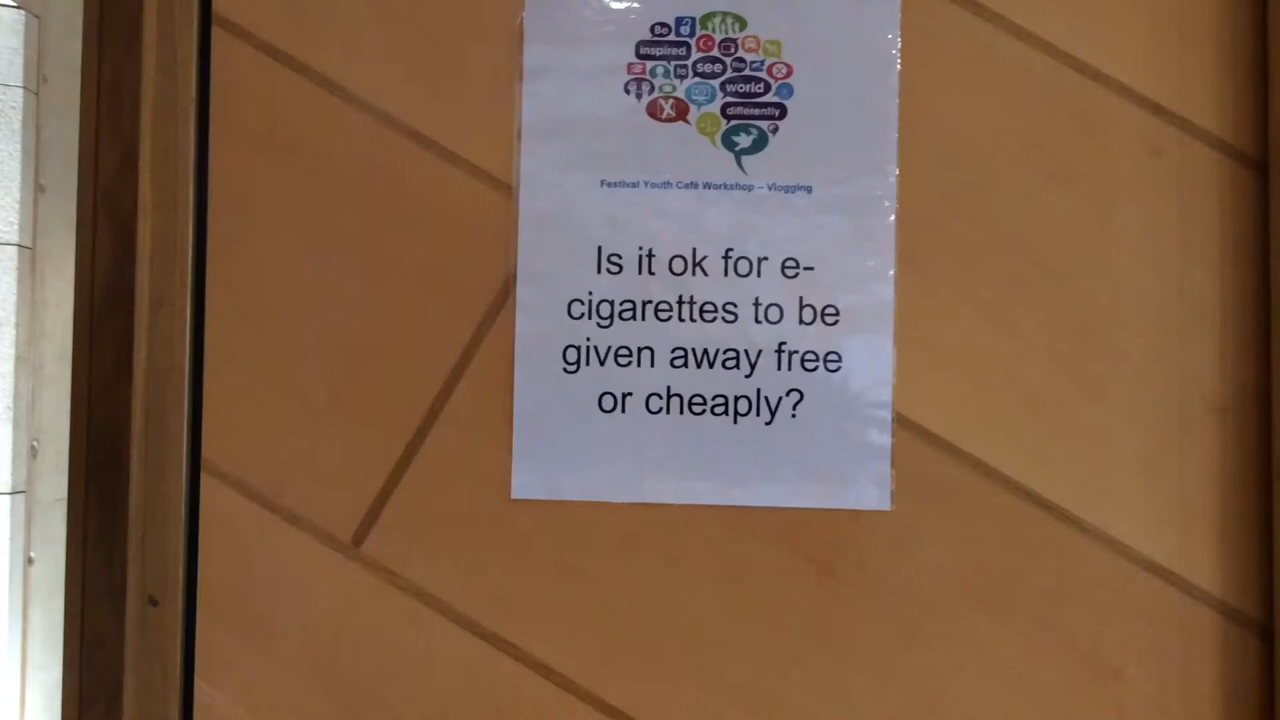 Be
inspired
to see the
world
differently
Festival Youth Café Workshop – Vlogging
Is it ok for e-
cigarettes to be
given away free
or cheaply?